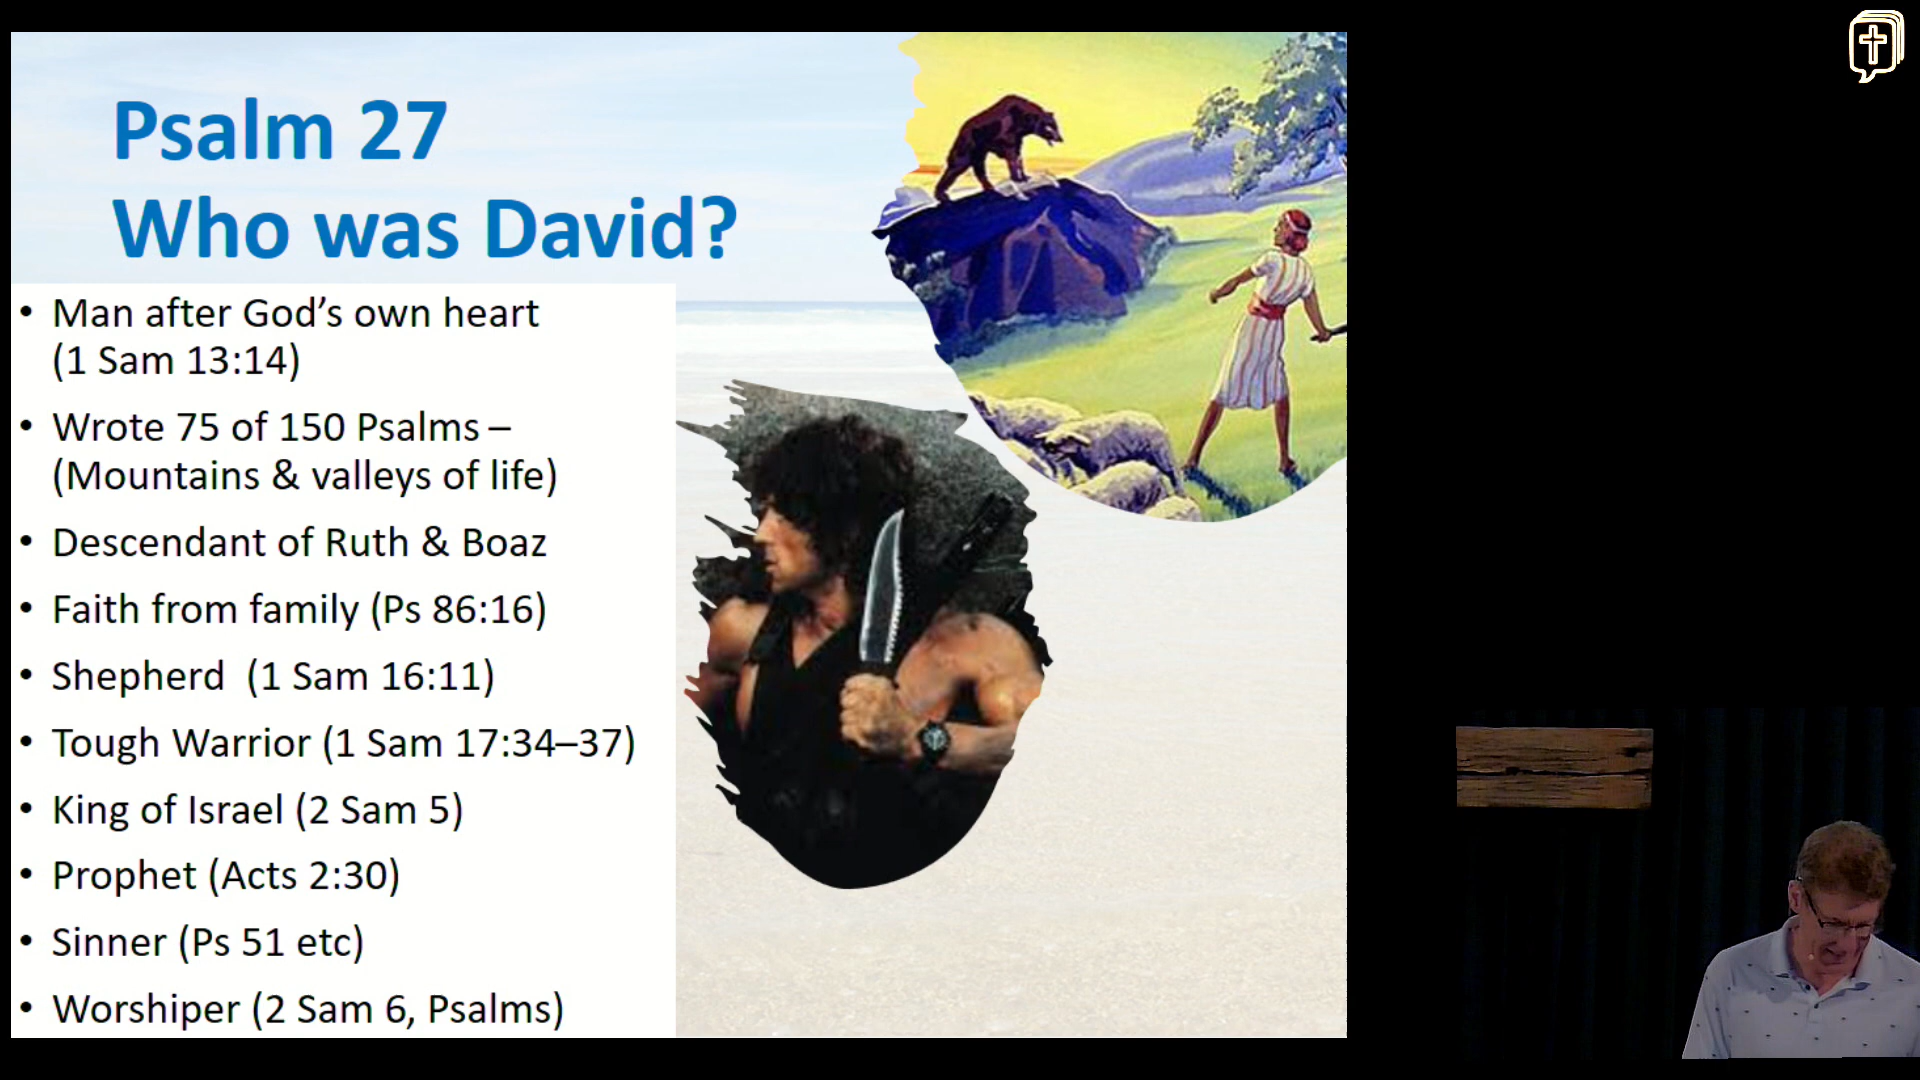 Psalm 27
Who was David?
• Man after God’s own heart
(1 Sam 13:14)
• Wrote 75 of 150 Psalms –
(Mountains & valleys of life)
• Descendant of Ruth & Boaz
• Faith from family (Ps 86:16)
• Shepherd  (1 Sam 16:11)
• Tough Warrior (1 Sam 17:34–37)
• King of Israel (2 Sam 5)
• Prophet (Acts 2:30)
• Sinner (Ps 51 etc)
• Worshiper (2 Sam 6, Psalms)